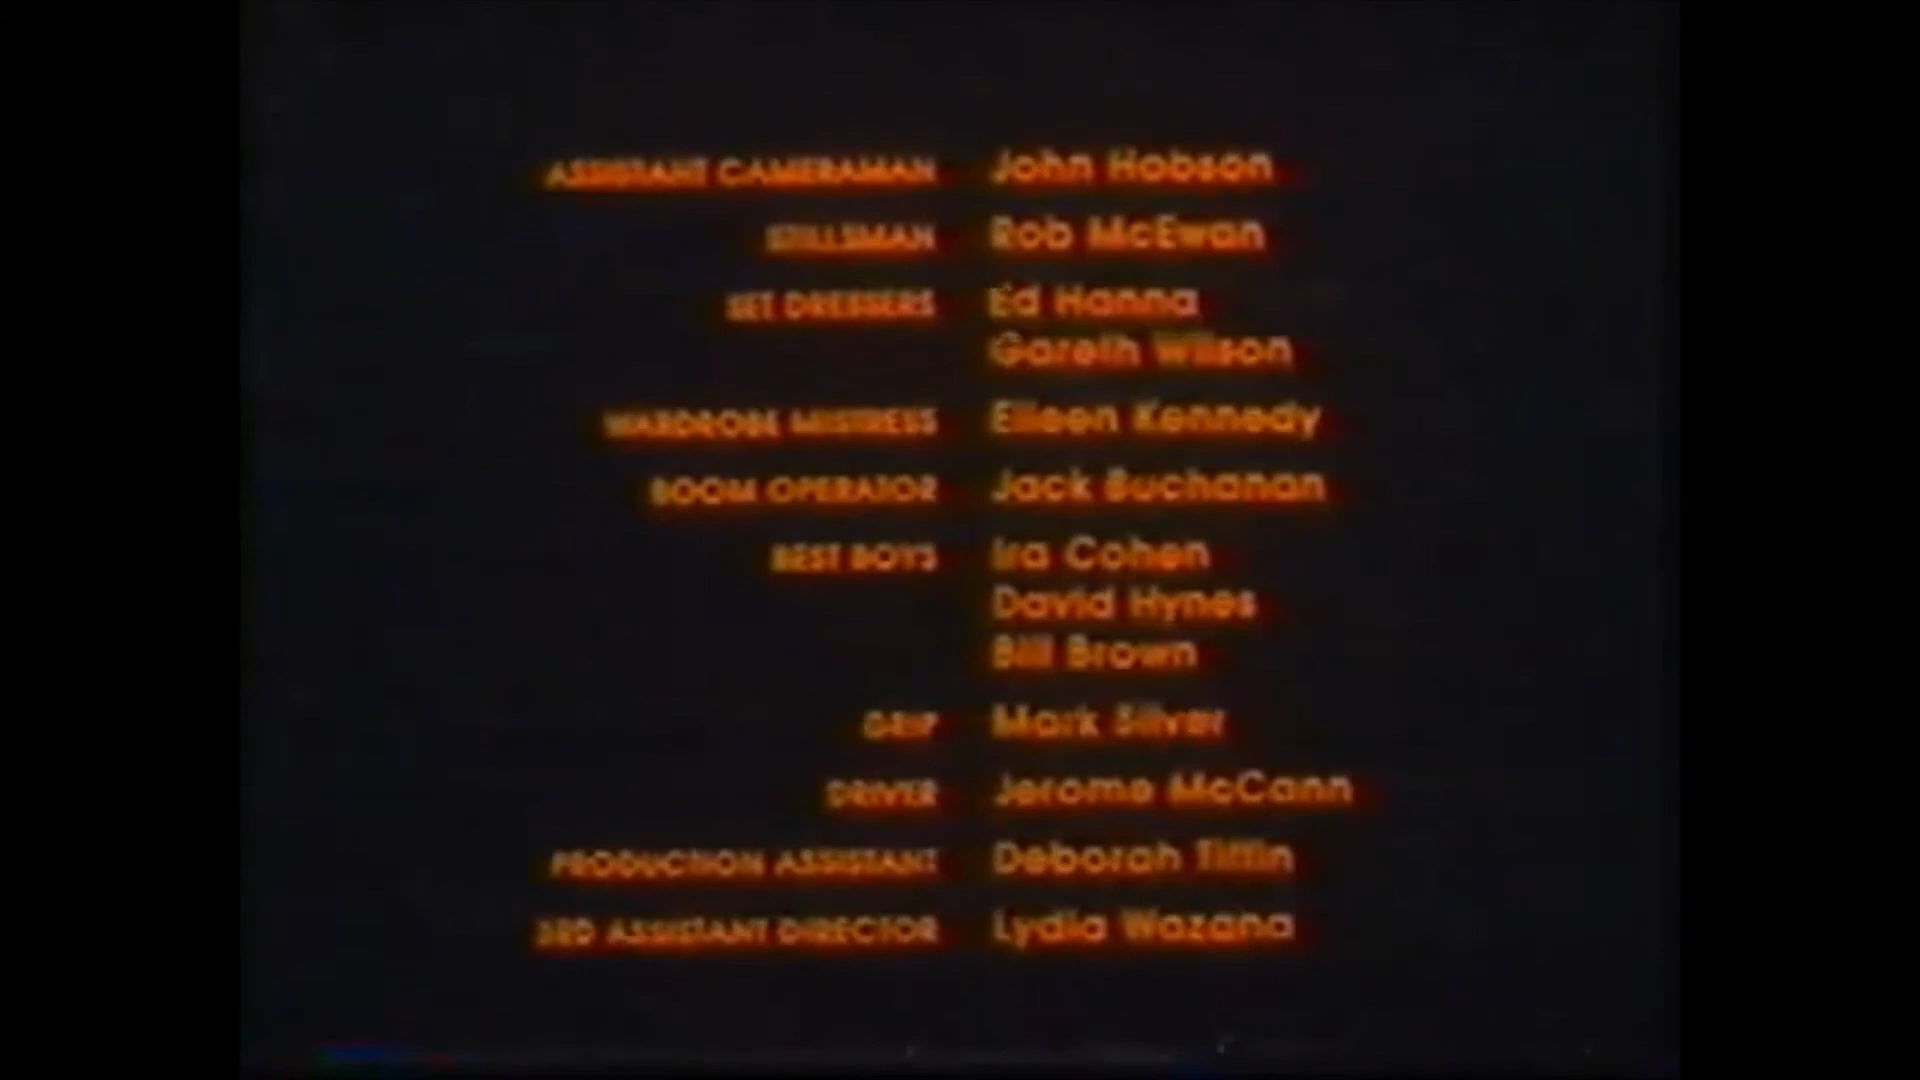 ASSISTANT CAMERAMAN John Hobson
STILLSMAN Rob McEwan
SET DRESSERS Ed Hanna
Gareth Wilson
WARDROBE MISTRESS Eileen Kennedy
BOOM OPERATOR Jack Buchanan
BEST BOYS Ira Cohen
David Hynes
Bill Brown
GRIP Mark Silver
DRIVER Jerome McCann
PRODUCTION ASSISTANT Deborah Tiffin
3RD ASSISTANT DIRECTOR Lydia Wazana